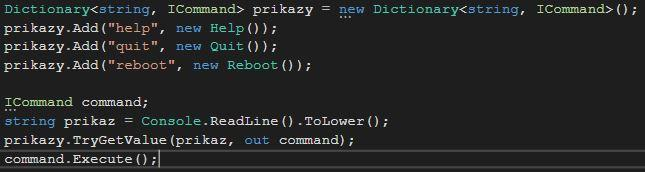 Dictionary<string, ICommand> prikazy = new Dictionary<string, ICommand>();
prikazy.Add("help", new Help());
prikazy.Add("quit", new Quit());
prikazy.Add("reboot", new Reboot());
ICommand command;
string prikaz = Console.ReadLine().ToLower();
prikazy.TryGetValue(prikaz, out command);
command.Execute();